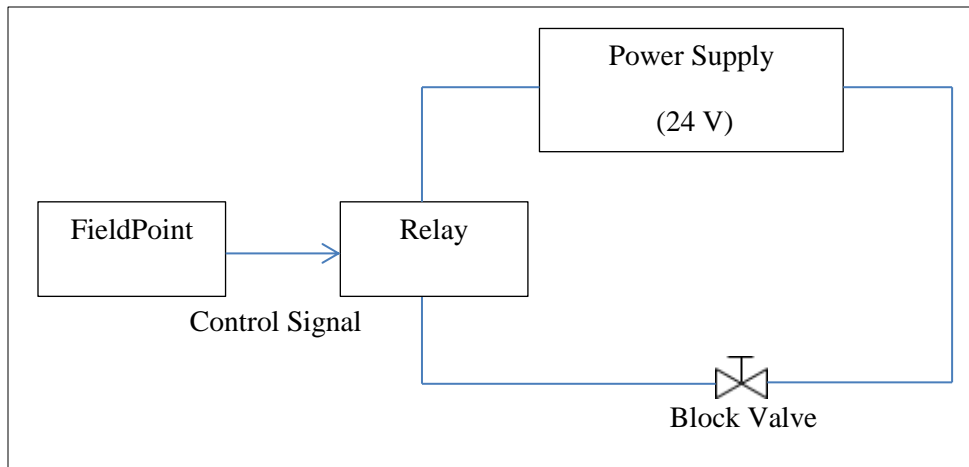 Power Supply
(24 V)
FieldPoint
Relay
Control Signal
Block Valve